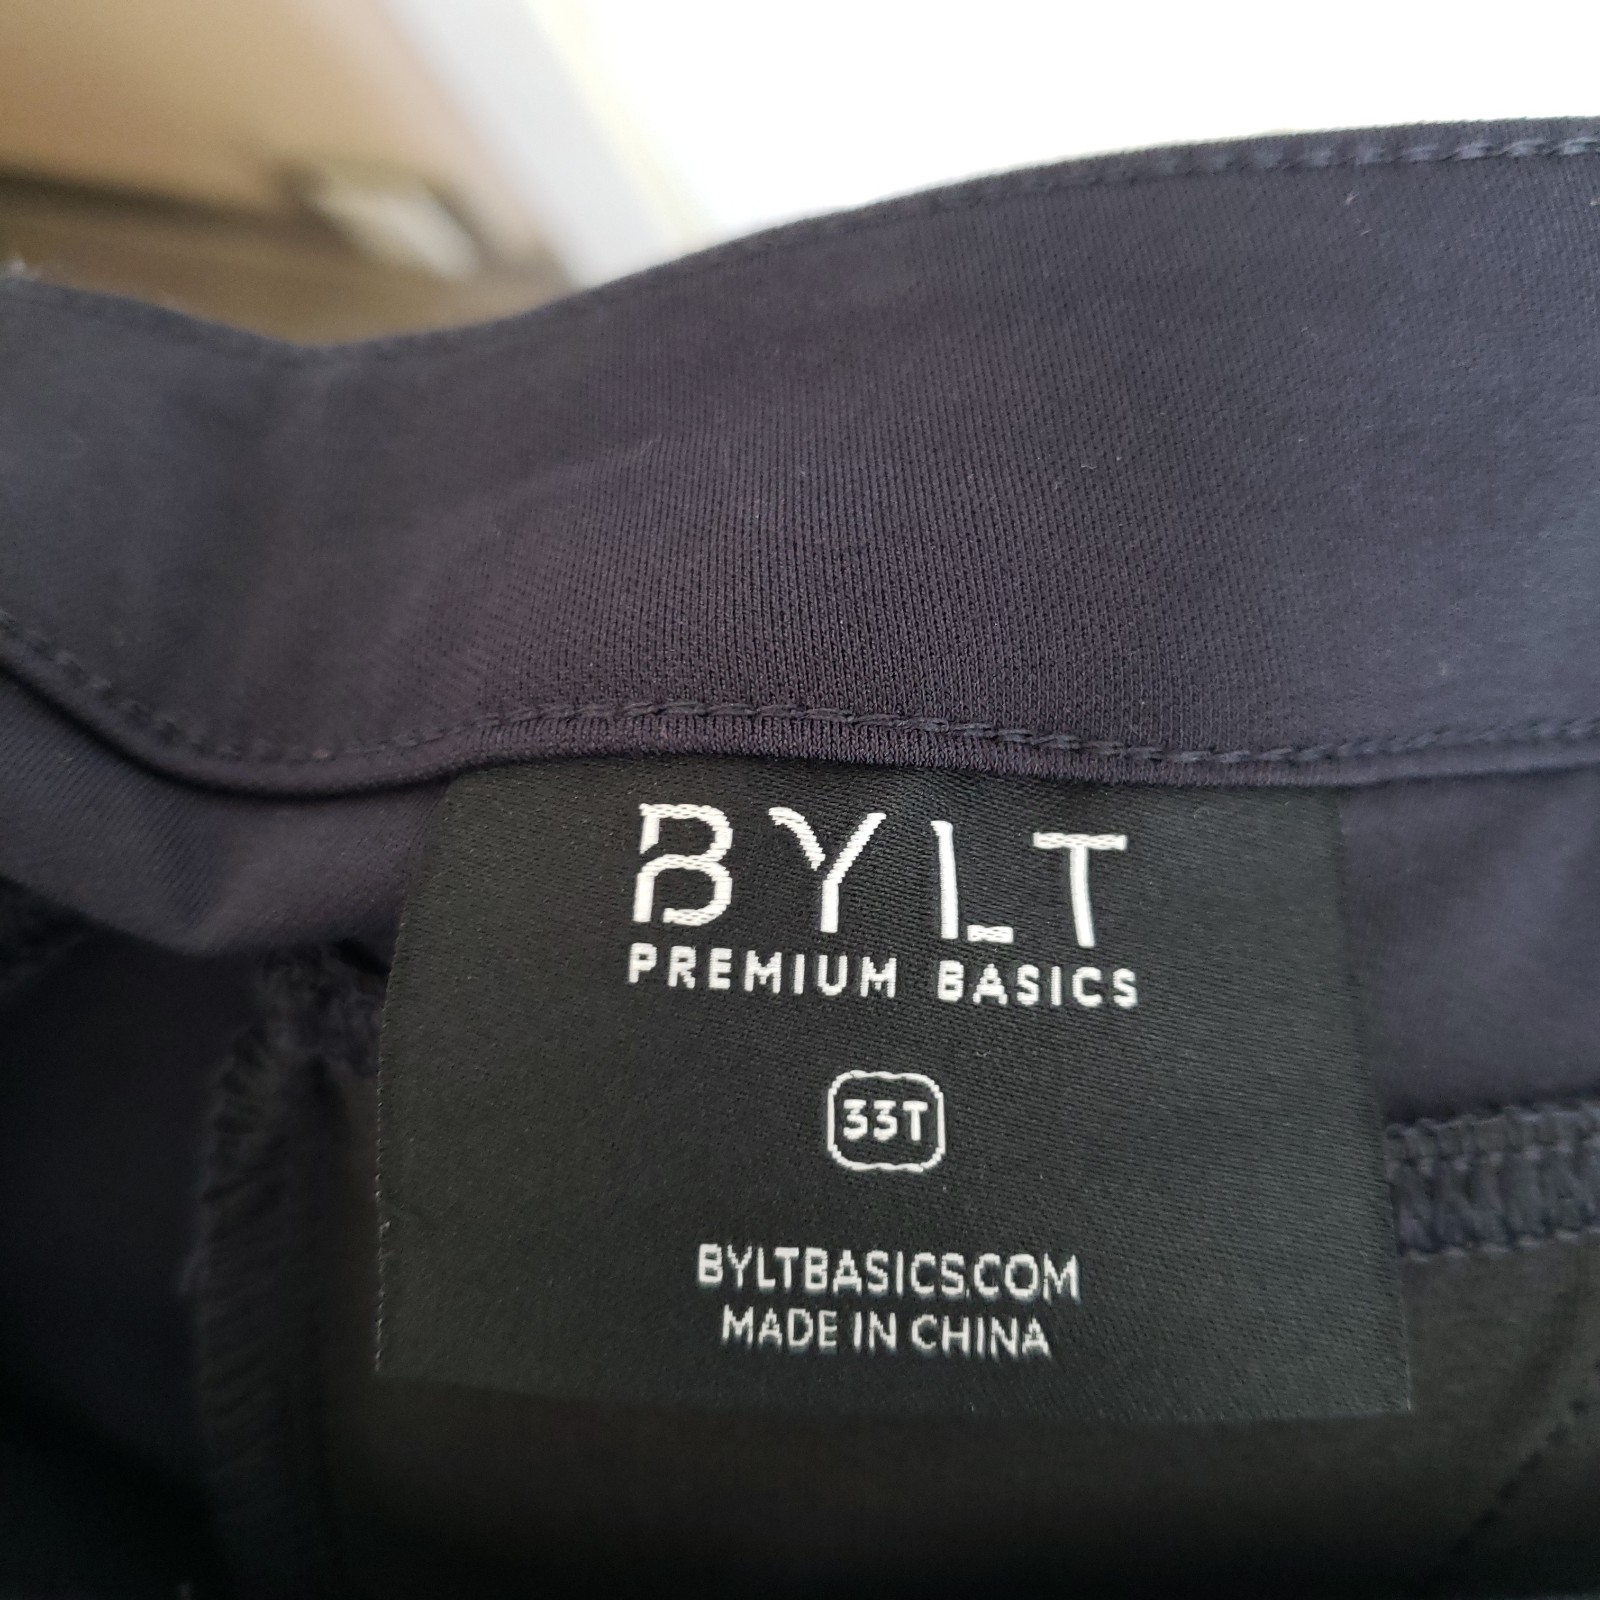 BYLT
PREMIUM BASICS
33T
BYLTBASICS.COM
MADE IN CHINA